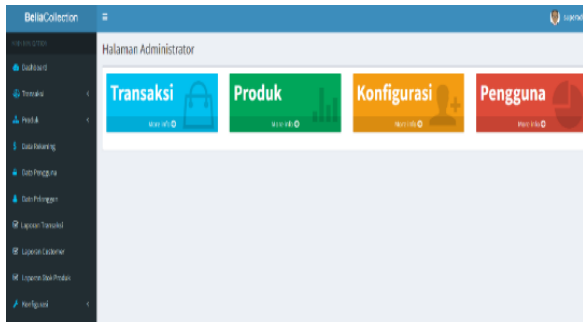 BeliaCollection
Halaman Administrator
Dashboard
Transaksi
Produk
Data Rekening
Data Pengguna
Data Pelanggan
Laporan Transaksi
Laporan Customer
Laporan Stok Produk
Konfigurasi
Transaksi
More info
Produk
More info
Konfigurasi
More info
Pengguna
More info